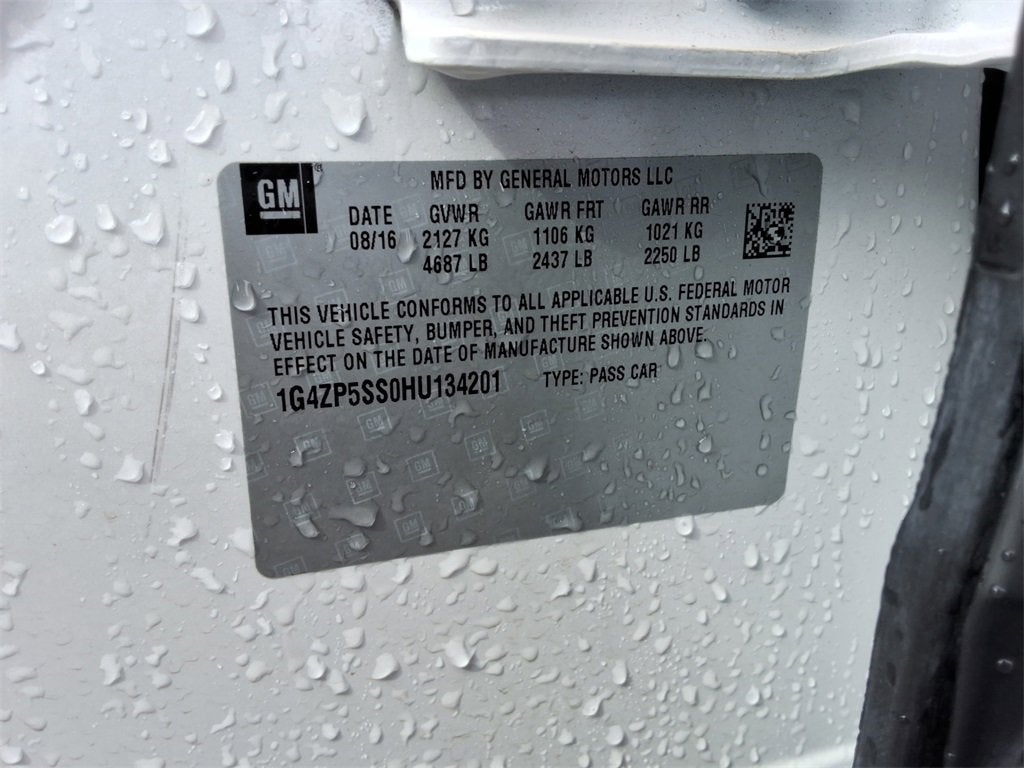 GM
MFD BY GENERAL MOTORS LLC
DATE GVWR GAWR FRT GAWR RR
08/16 2127 KG 1106 KG 1021 KG
4687 LB 2437 LB 2250 LB
THIS VEHICLE CONFORMS TO ALL APPLICABLE U.S. FEDERAL MOTOR
VEHICLE SAFETY, BUMPER, AND THEFT PREVENTION STANDARDS IN
EFFECT ON THE DATE OF MANUFACTURE SHOWN ABOVE.
1G4ZP5SS0HU134201 TYPE: PASS CAR